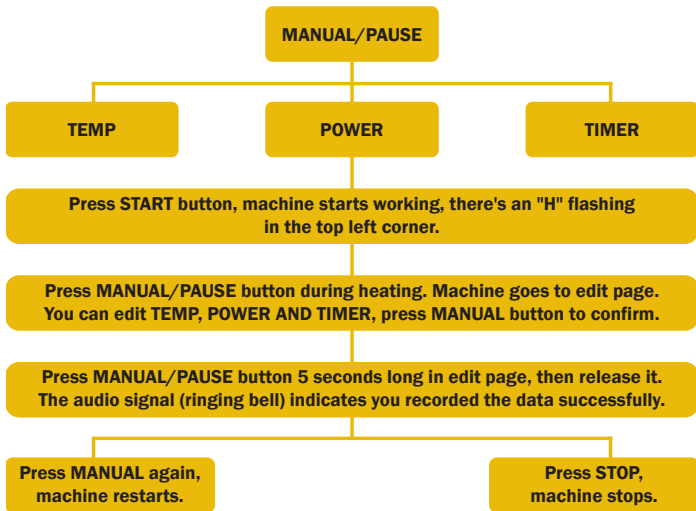 MANUAL/PAUSE
TEMP
POWER
TIMER
Press START button, machine starts working, there's an "H" flashing
in the top left corner.
Press MANUAL/PAUSE button during heating. Machine goes to edit page.
You can edit TEMP, POWER AND TIMER, press MANUAL button to confirm.
Press MANUAL/PAUSE button 5 seconds long in edit page, then release it.
The audio signal (ringing bell) indicates you recorded the data successfully.
Press MANUAL again,
machine restarts.
Press STOP,
machine stops.